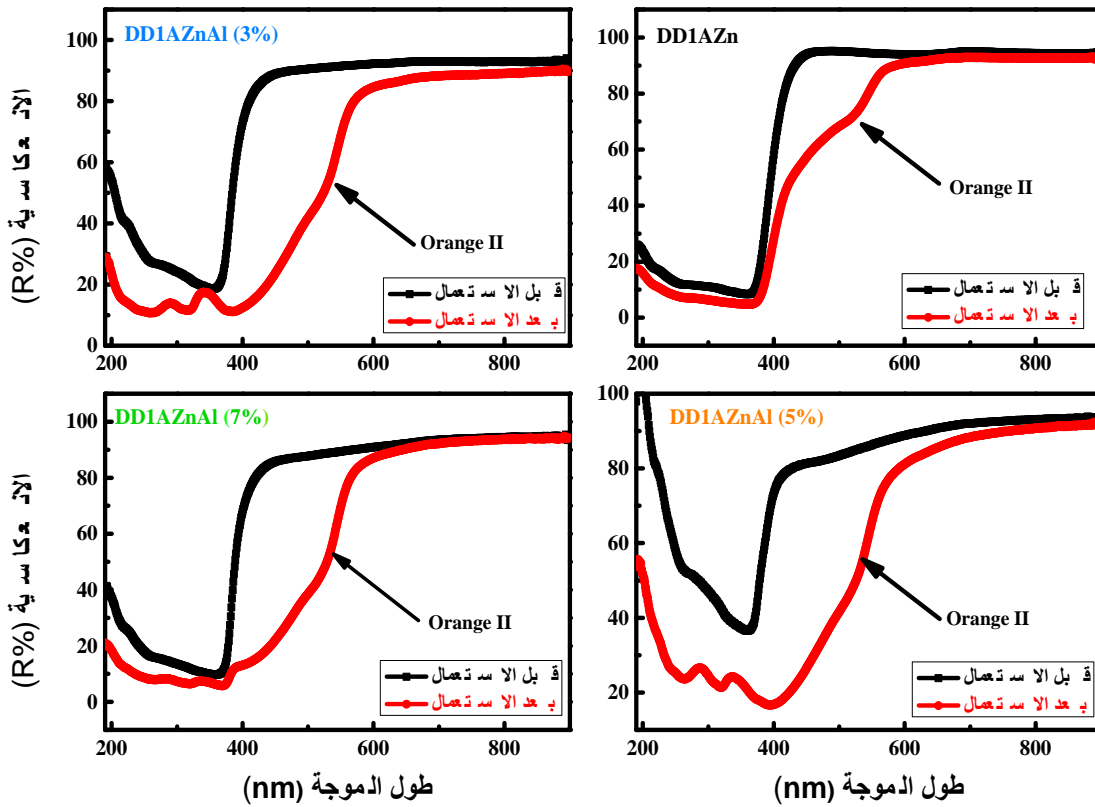 DD1AZnAl (3%)
100
80
60
40
20
0
200
400
600
800
الانعكاسية (R%)
Orange II
قبل الاستعمال
بعد الاستعمال
DD1AZn
100
80
60
40
20
0
200
400
600
800
Orange II
قبل الاستعمال
بعد الاستعمال
DD1AZnAl (7%)
100
80
60
40
20
0
200
400
600
800
الانعكاسية (R%)
Orange II
قبل الاستعمال
بعد الاستعمال
طول الموجة (nm)
DD1AZnAl (5%)
100
80
60
40
20
200
400
600
800
Orange II
قبل الاستعمال
بعد الاستعمال
طول الموجة (nm)